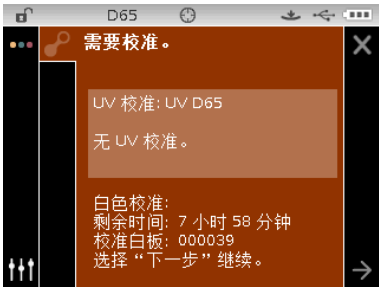 D65
需要校准。
UV 校准: UV D65
无 UV 校准。
白色校准:
剩余时间: 7 小时 58 分钟
校准白板: 000039
选择“下一步”继续。